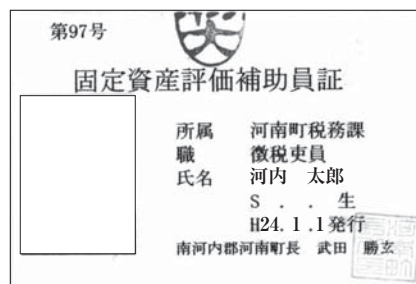 第97号
固定資産評価補助員証
所属 河南町税務課
職 徴税吏員
氏名 河内 太郎
S . . 生
H24. 1 . 1 発行
南河内郡河南町長 武田 勝玄